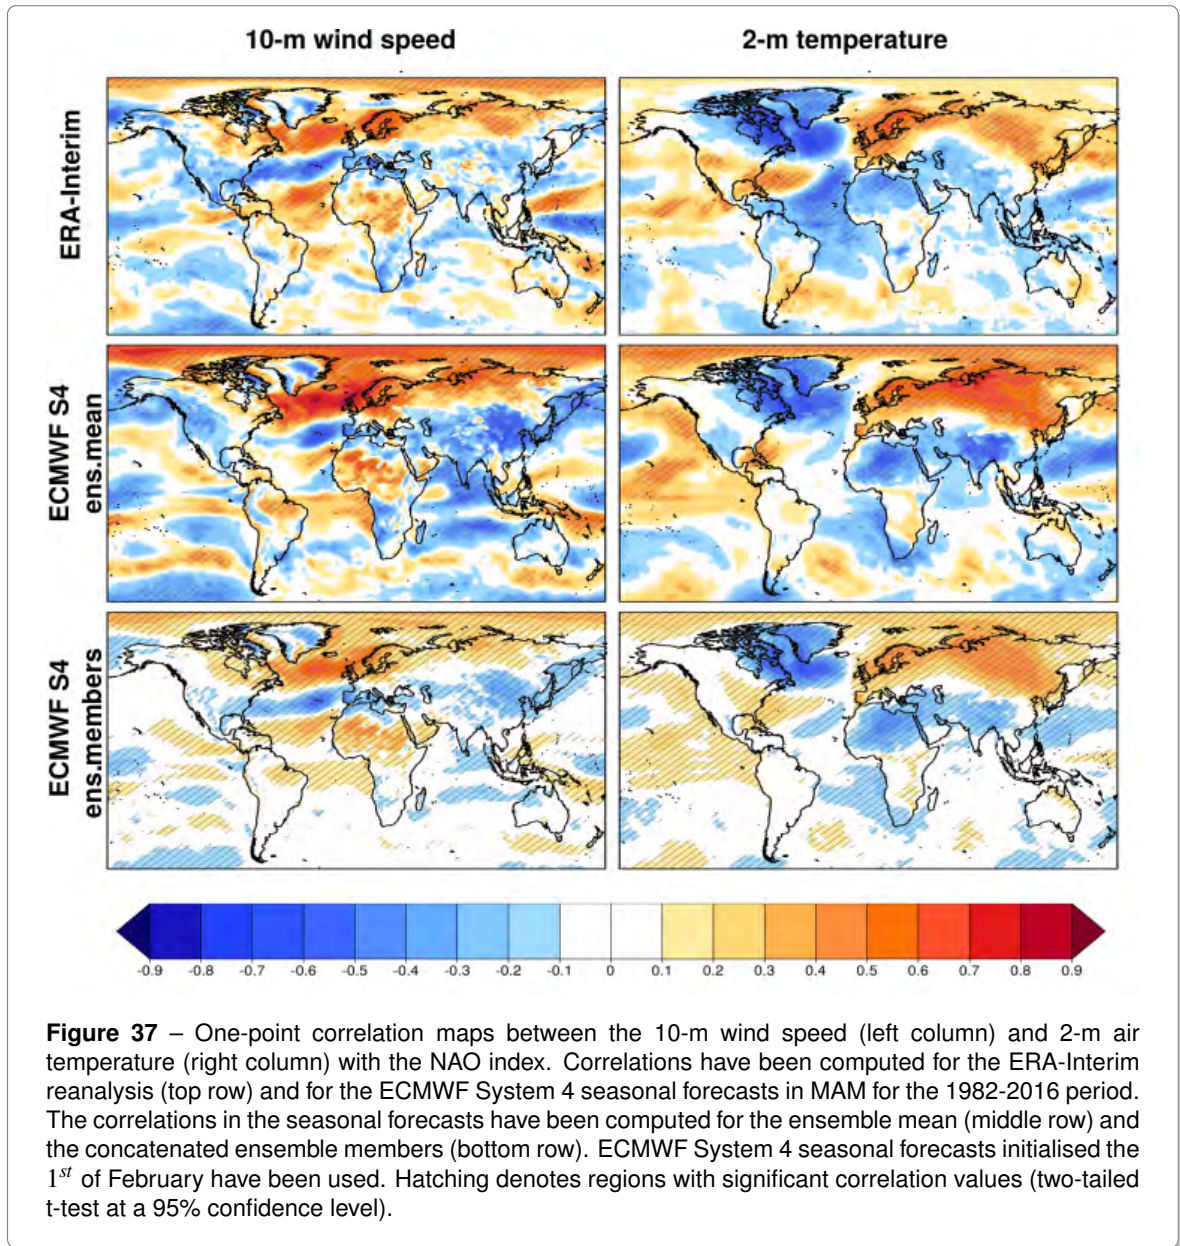 10-m wind speed
2-m temperature
ERA-Interim
ECMWF S4
ens.mean
ECMWF S4
ens.members
-0.9 -0.8 -0.7 -0.6 -0.5 -0.4 -0.3 -0.2 -0.1 0 0.1 0.2 0.3 0.4 0.5 0.6 0.7 0.8 0.9
Figure 37 – One-point correlation maps between the 10-m wind speed (left column) and 2-m air
temperature (right column) with the NAO index. Correlations have been computed for the ERA-Interim
reanalysis (top row) and for the ECMWF System 4 seasonal forecasts in MAM for the 1982-2016 period.
The correlations in the seasonal forecasts have been computed for the ensemble mean (middle row) and
the concatenated ensemble members (bottom row). ECMWF System 4 seasonal forecasts initialised the
1st of February have been used. Hatching denotes regions with significant correlation values (two-tailed
t-test at a 95% confidence level).